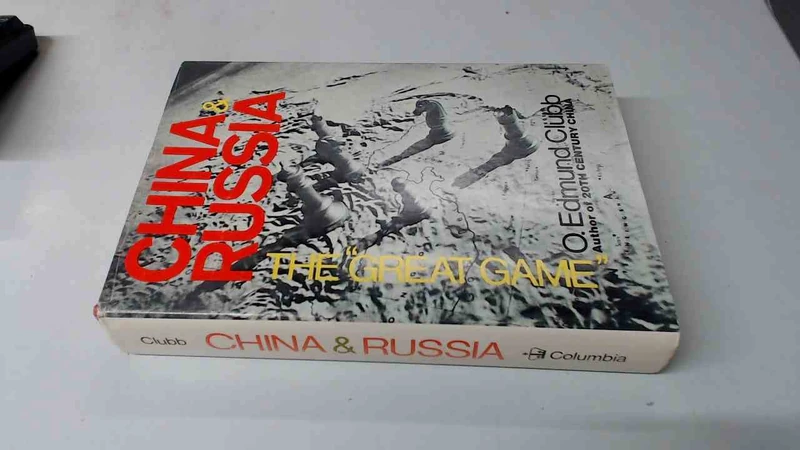 CHINA
&
RUSSIA
THE "GREAT GAME"
O. Edmund Clubb
Author of 20TH CENTURY CHINA
Clubb CHINA & RUSSIA Columbia